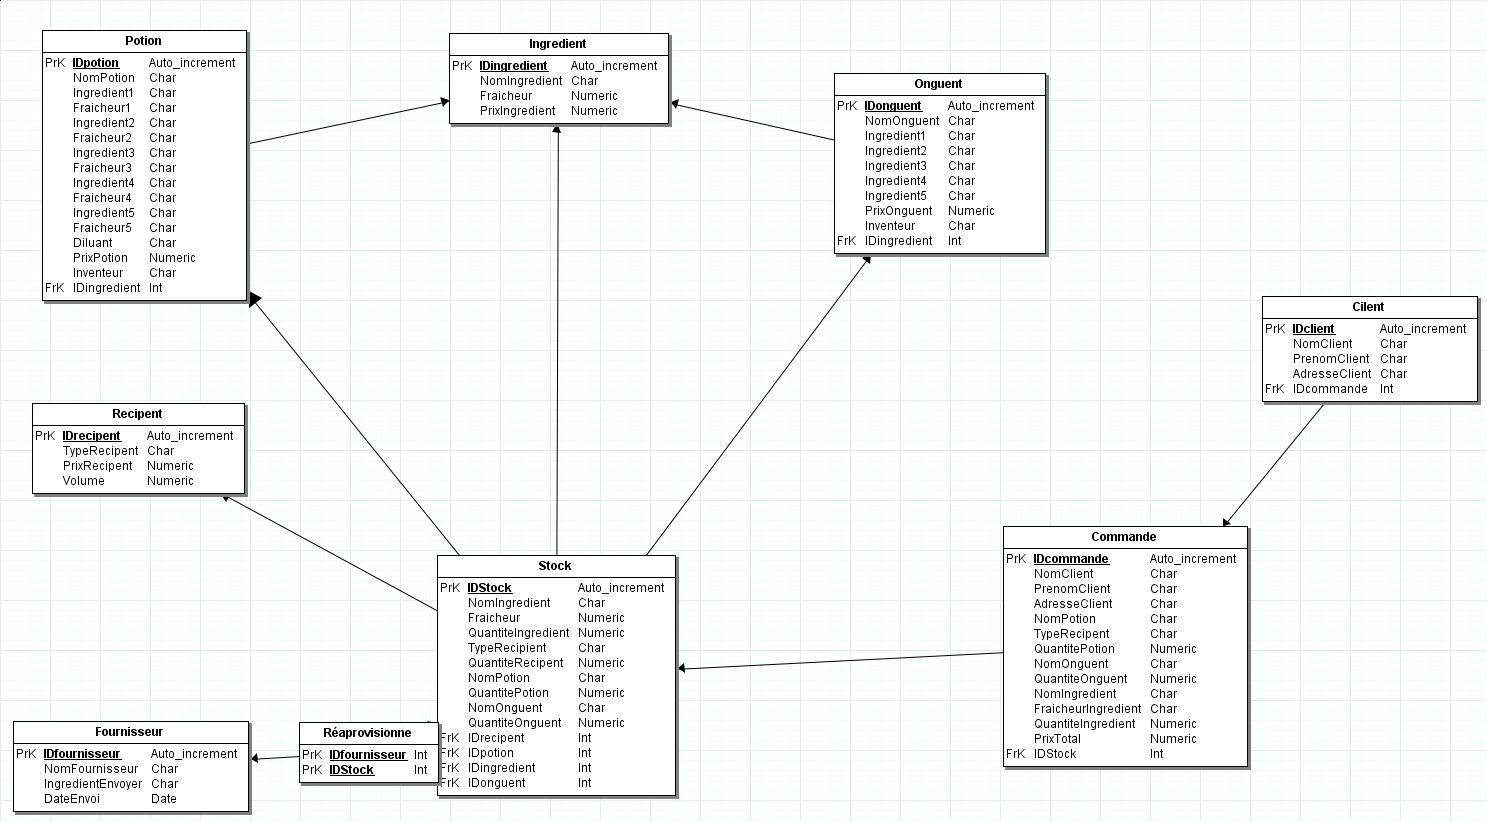 Potion
PrK IDpotion Auto_increment
NomPotion Char
Ingredient1 Char
Fraicheur1 Char
Ingredient2 Char
Fraicheur2 Char
Ingredient3 Char
Fraicheur3 Char
Ingredient4 Char
Fraicheur4 Char
Ingredient5 Char
Fraicheur5 Char
Diluant Char
PrixPotion Numeric
Inventeur Char
FrK IDingredient Int
Ingredient
PrK IDingredient Auto_increment
NomIngredient Char
Fraicheur Numeric
PrixIngredient Numeric
Onguent
PrK IDonguent Auto_increment
NomOnguent Char
Ingredient1 Char
Ingredient2 Char
Ingredient3 Char
Ingredient4 Char
Ingredient5 Char
PrixOnguent Numeric
Inventeur Char
FrK IDingredient Int
Cilent
PrK IDclient Auto_increment
NomClient Char
PrenomClient Char
AdresseClient Char
FrK IDcommande Int
Recipent
PrK IDrecipent Auto_increment
TypeRecipent Char
PrixRecipent Numeric
Volume Numeric
Stock
PrK IDStock Auto_increment
NomIngredient Char
Fraicheur Numeric
QuantiteIngredient Numeric
TypeRecipient Char
QuantiteRecipent Numeric
NomPotion Char
QuantitePotion Numeric
NomOnguent Char
QuantiteOnguent Numeric
FrK IDrecipent Int
FrK IDpotion Int
FrK IDingredient Int
FrK IDonguent Int
Commande
PrK IDcommande Auto_increment
NomClient Char
PrenomClient Char
AdresseClient Char
NomPotion Char
TypeRecipent Char
QuantitePotion Numeric
NomOnguent Char
QuantiteOnguent Numeric
NomIngredient Char
FraicheurIngredient Char
QuantiteIngredient Numeric
PrixTotal Numeric
FrK IDStock Int
Fournisseur
PrK IDfournisseur Auto_increment
NomFournisseur Char
IngredientEnvoyer Char
DateEnvoi Date
Réaprovisionne
PrK IDfournisseur Int
PrK IDStock Int